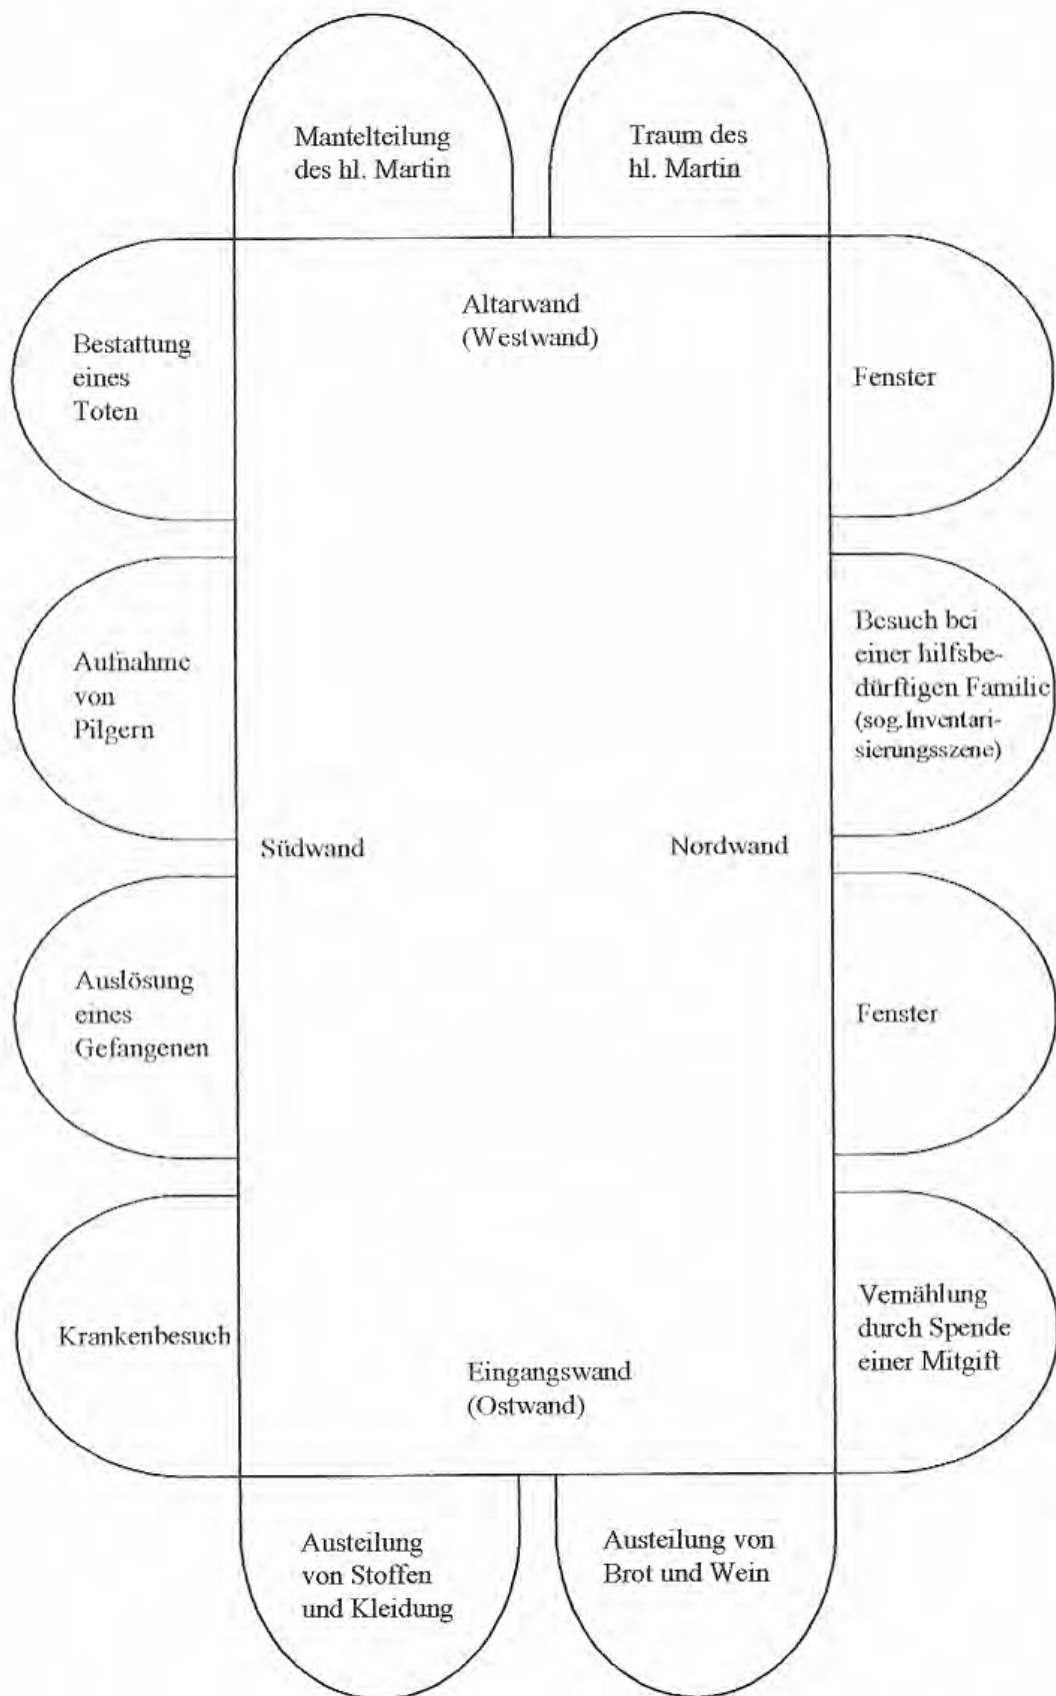 Mantelteilung
des hl. Martin
Traum des
hl. Martin
Altarwand
(Westwand)
Bestattung
eines
Toten
Fenster
Aufnahme
von
Pilgern
Besuch bei
einer hilfsbe-
dürftigen Familie
(sog.Inventari-
sierungsszene)
Südwand
Nordwand
Auslösung
eines
Gefangenen
Fenster
Krankenbesuch
Vemählung
durch Spende
einer Mitgift
Eingangswand
(Ostwand)
Austeilung
von Stoffen
und Kleidung
Austeilung von
Brot und Wein